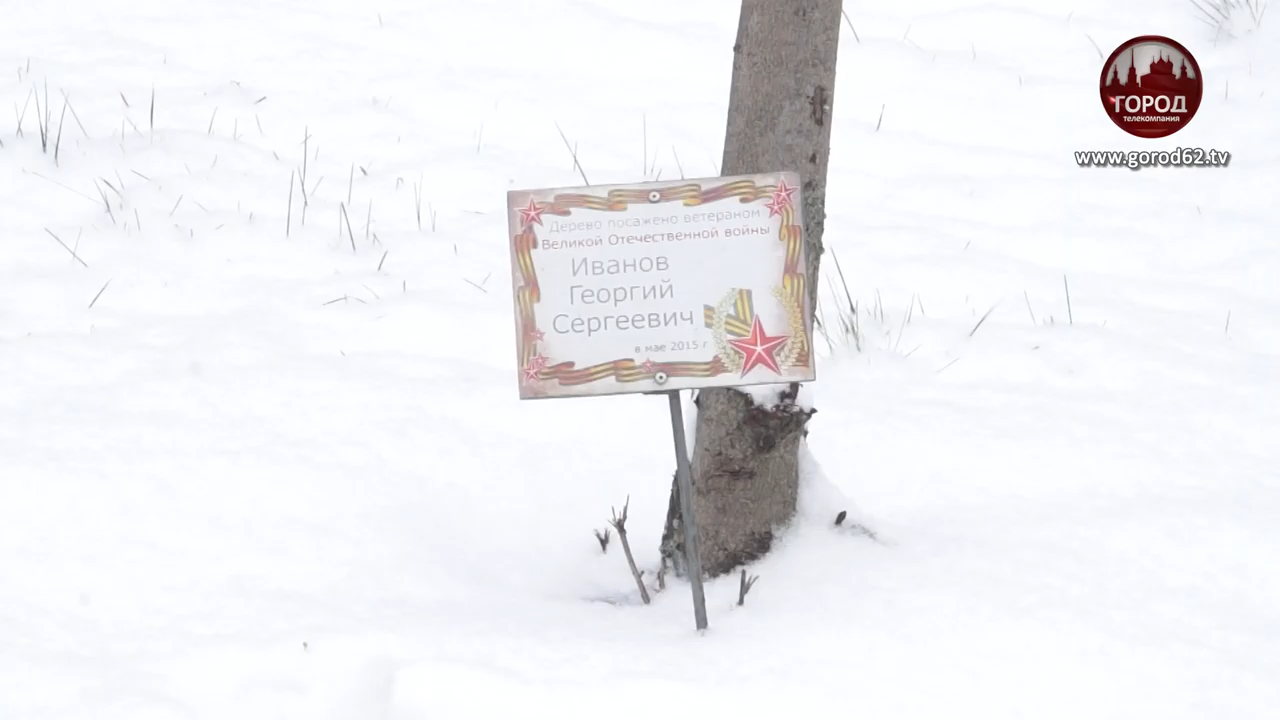 ГОРОД
телекомпания
www.gorod62.tv
Дерево посажено ветераном
Великой Отечественной войны
Иванов
Георгий
Сергеевич
в мае 2015 г